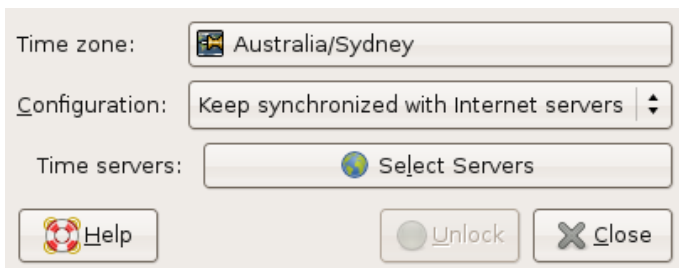 Time zone: Australia/Sydney
Configuration: Keep synchronized with Internet servers
Time servers: Select Servers
Help Unlock Close